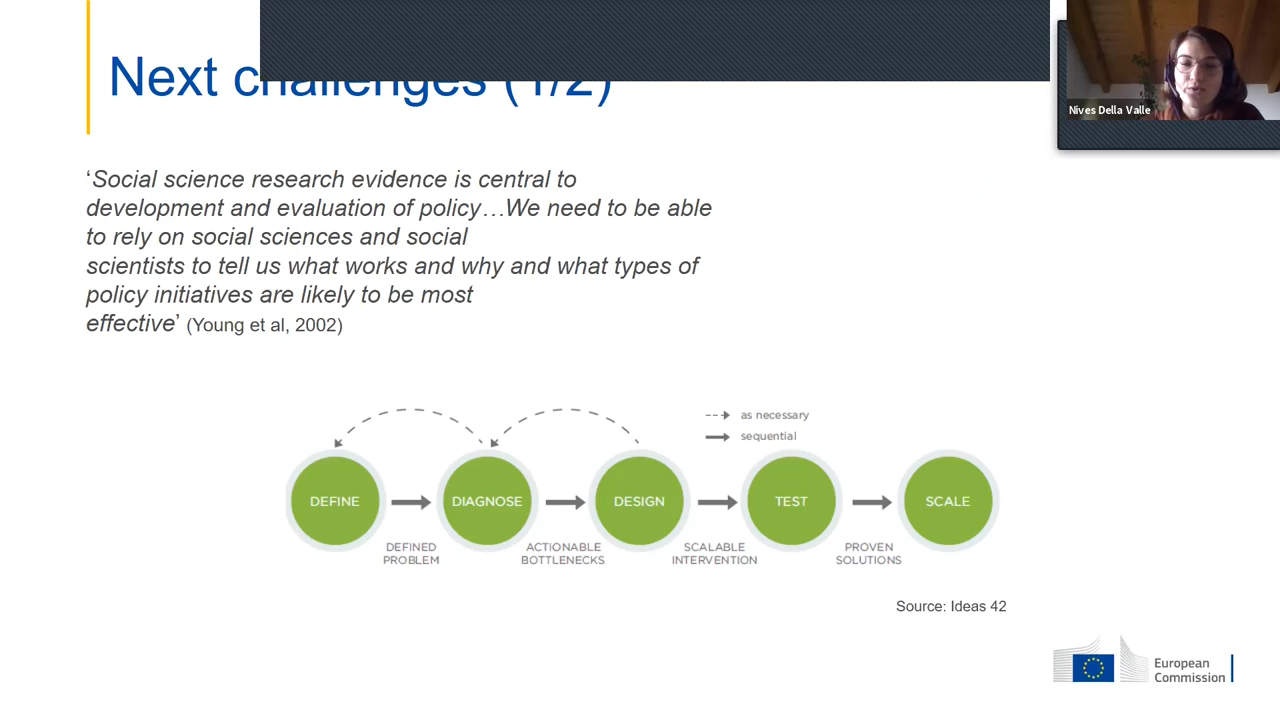 Next challenges (1/2)
Nives Della Valle
‘Social science research evidence is central to
development and evaluation of policy…We need to be able
to rely on social sciences and social
scientists to tell us what works and why and what types of
policy initiatives are likely to be most
effective’ (Young et al, 2002)
as necessary
sequential
DEFINE
DIAGNOSE
DESIGN
TEST
SCALE
DEFINED
PROBLEM
ACTIONABLE
BOTTLENECKS
SCALABLE
INTERVENTION
PROVEN
SOLUTIONS
Source: Ideas 42
European
Commission